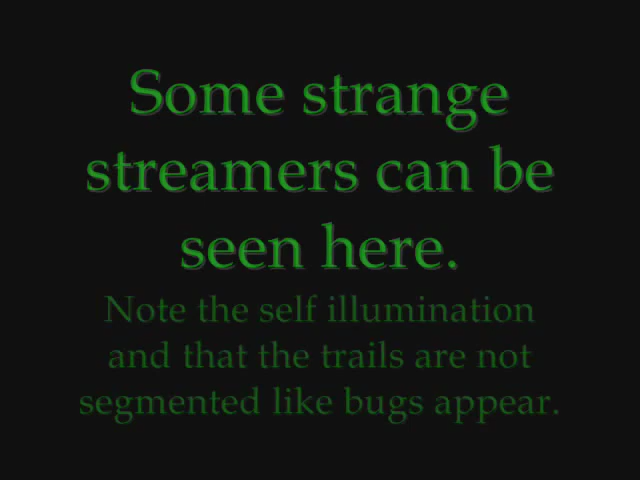 Some strange
streamers can be
seen here.
Note the self illumination
and that the trails are not
segmented like bugs appear.